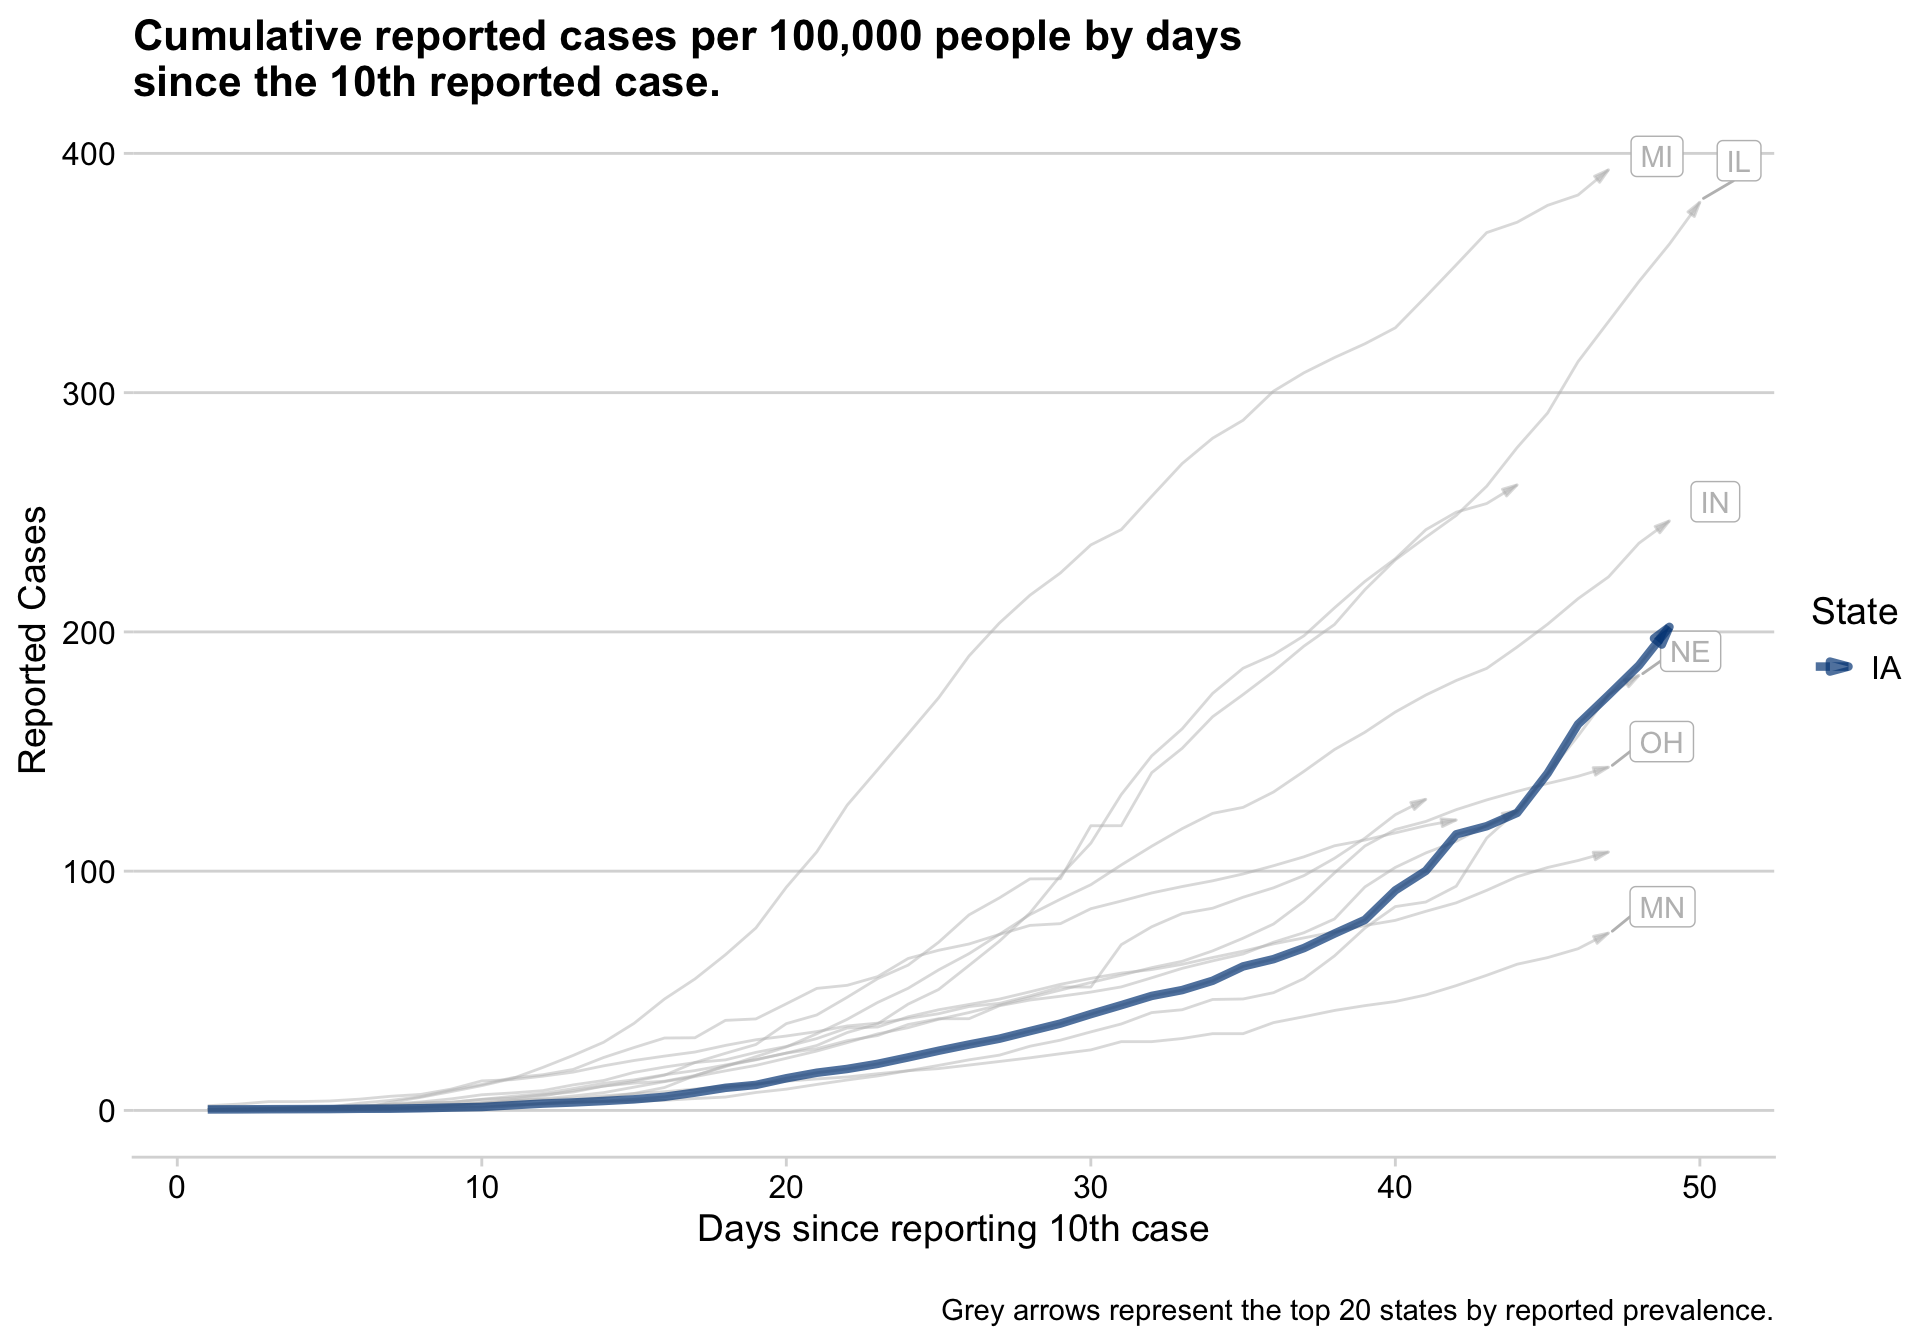 Cumulative reported cases per 100,000 people by days
since the 10th reported case.
400
300
200
100
0
Reported Cases
MI
IL
IN
NE
OH
MN
State
IA
0 10 20 30 40 50
Days since reporting 10th case
Grey arrows represent the top 20 states by reported prevalence.